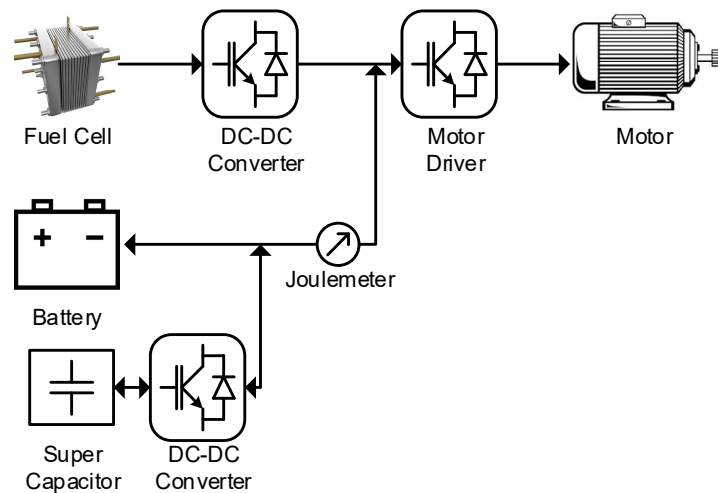 Fuel Cell
DC-DC
Converter
Motor
Driver
Motor
+ -
Joulemeter
Battery
Super
Capacitor
DC-DC
Converter